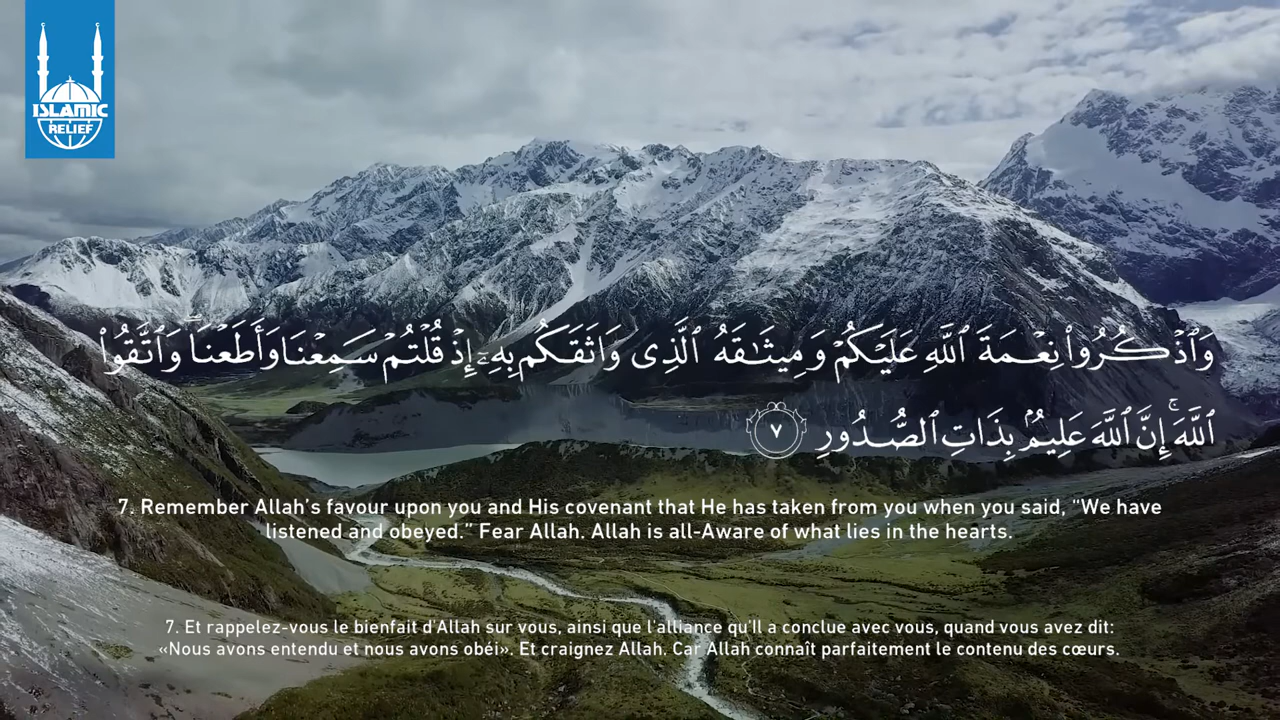 ISLAMIC
RELIEF
وَٱذۡكُرُواْ نِعۡمَةَ ٱللَّهِ عَلَيۡكُمۡ وَمِيثَٰقَهُ ٱلَّذِى وَاثَقَكُم بِهِۦٓ إِذۡ قُلۡتُمۡ سَمِعۡنَا وَأَطَعۡنَاۖ وَٱتَّقُواْ
ٱللَّهَۚ إِنَّ ٱللَّهَ عَلِيمُۢ بِذَاتِ ٱلصُّدُورِ ٧
7. Remember Allah’s favour upon you and His covenant that He has taken from you when you said, “We have
listened and obeyed.” Fear Allah. Allah is all-Aware of what lies in the hearts.
7. Et rappelez-vous le bienfait d'Allah sur vous, ainsi que l'alliance qu'Il a conclue avec vous, quand vous avez dit:
«Nous avons entendu et nous avons obéi». Et craignez Allah. Car Allah connaît parfaitement le contenu des cœurs.